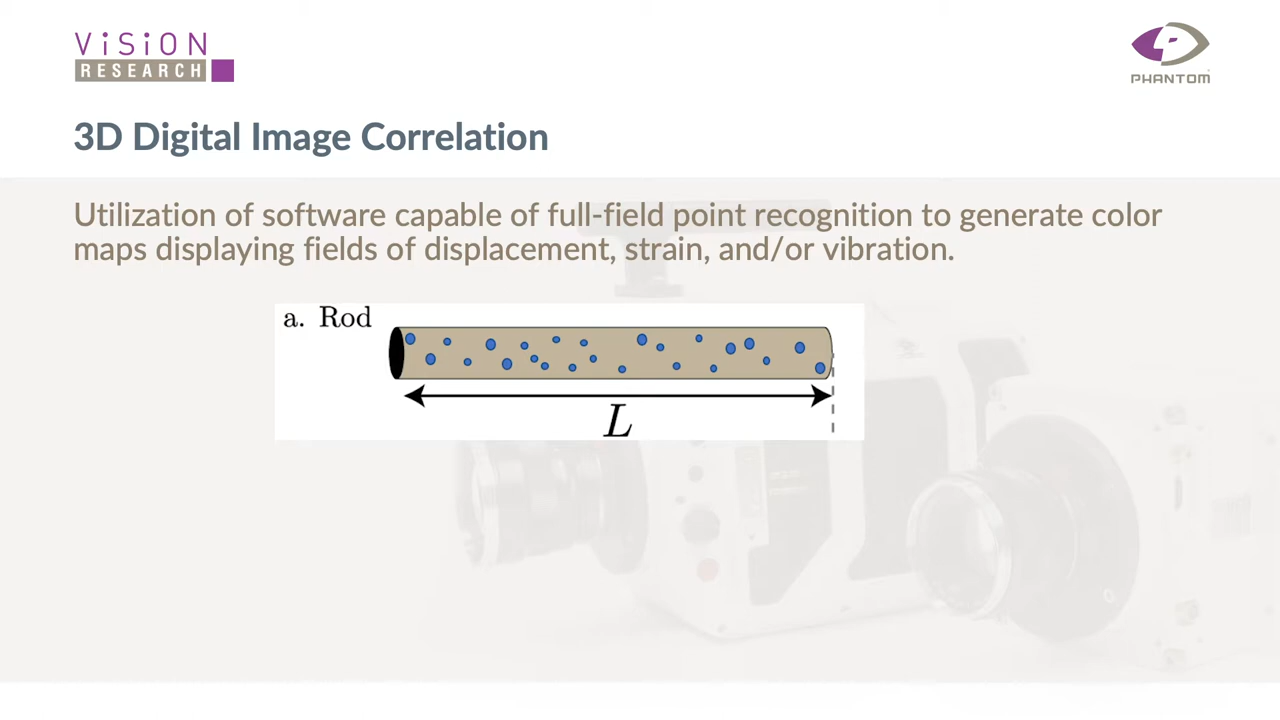 ViSiON
RESEARCH
PHANTOM
3D Digital Image Correlation
Utilization of software capable of full-field point recognition to generate color
maps displaying fields of displacement, strain, and/or vibration.
a. Rod
L